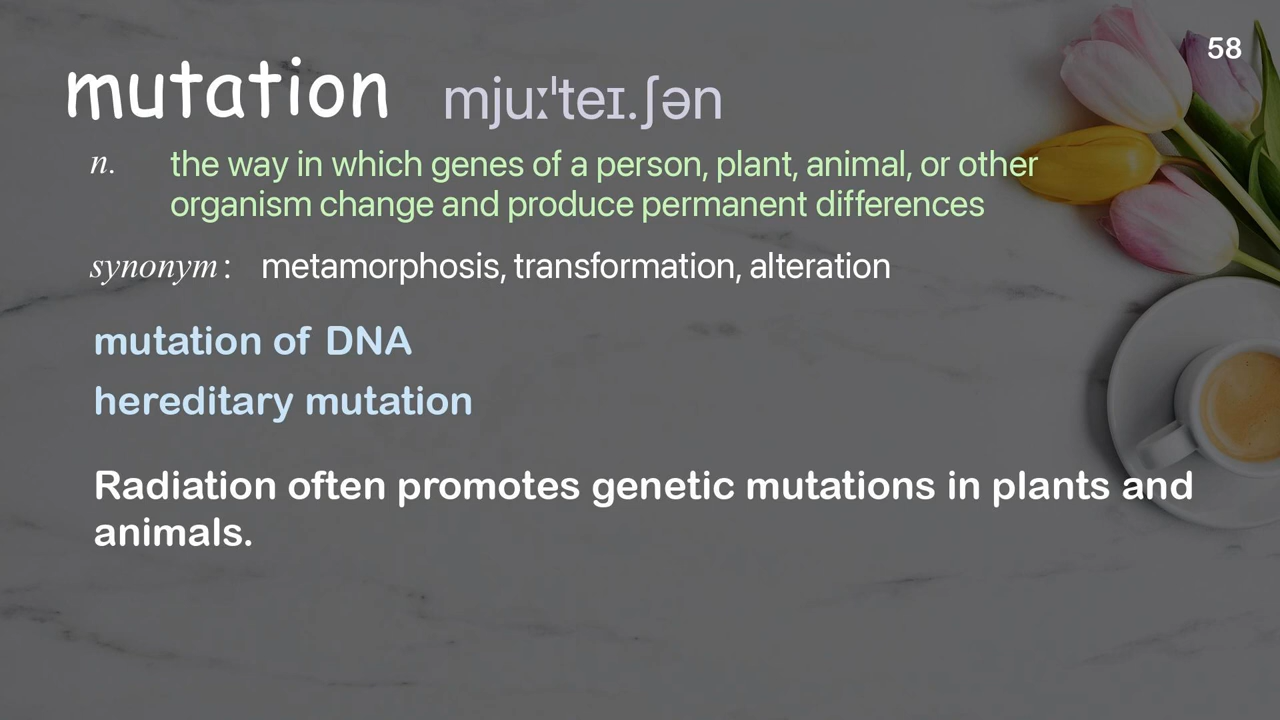 58
mutation mjuːˈteɪ.ʃən
n. the way in which genes of a person, plant, animal, or other
organism change and produce permanent differences
synonym : metamorphosis, transformation, alteration
mutation of DNA
hereditary mutation
Radiation often promotes genetic mutations in plants and
animals.